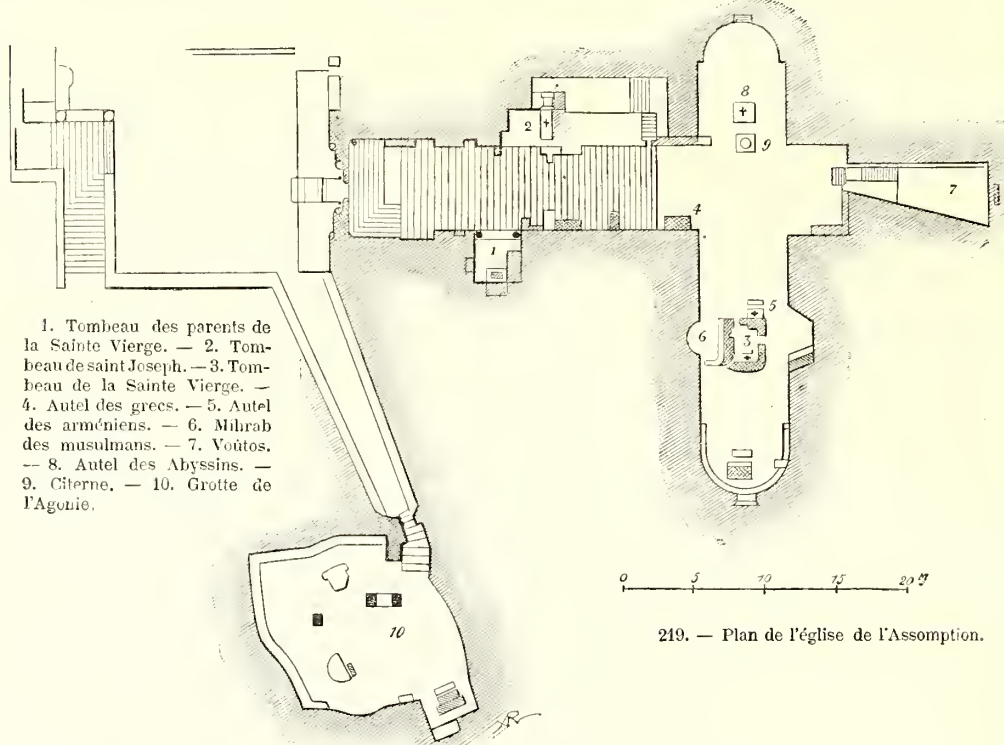 8
2
9
7
4
1
5
1. Tombeau des parents de
la Sainte Vierge. — 2. Tom-
beau de saint Joseph. — 3. Tom-
beau de la Sainte Vierge. —
4. Autel des grecs. — 5. Autel
des arméniens. — 6. Mihrab
des musulmans. — 7. Voûtos.
— 8. Autel des Abyssins. —
9. Citerne. — 10. Grotte de
l'Agonie.
6
3
0 5 10 15 20 M
10
219. — Plan de l'église de l'Assomption.